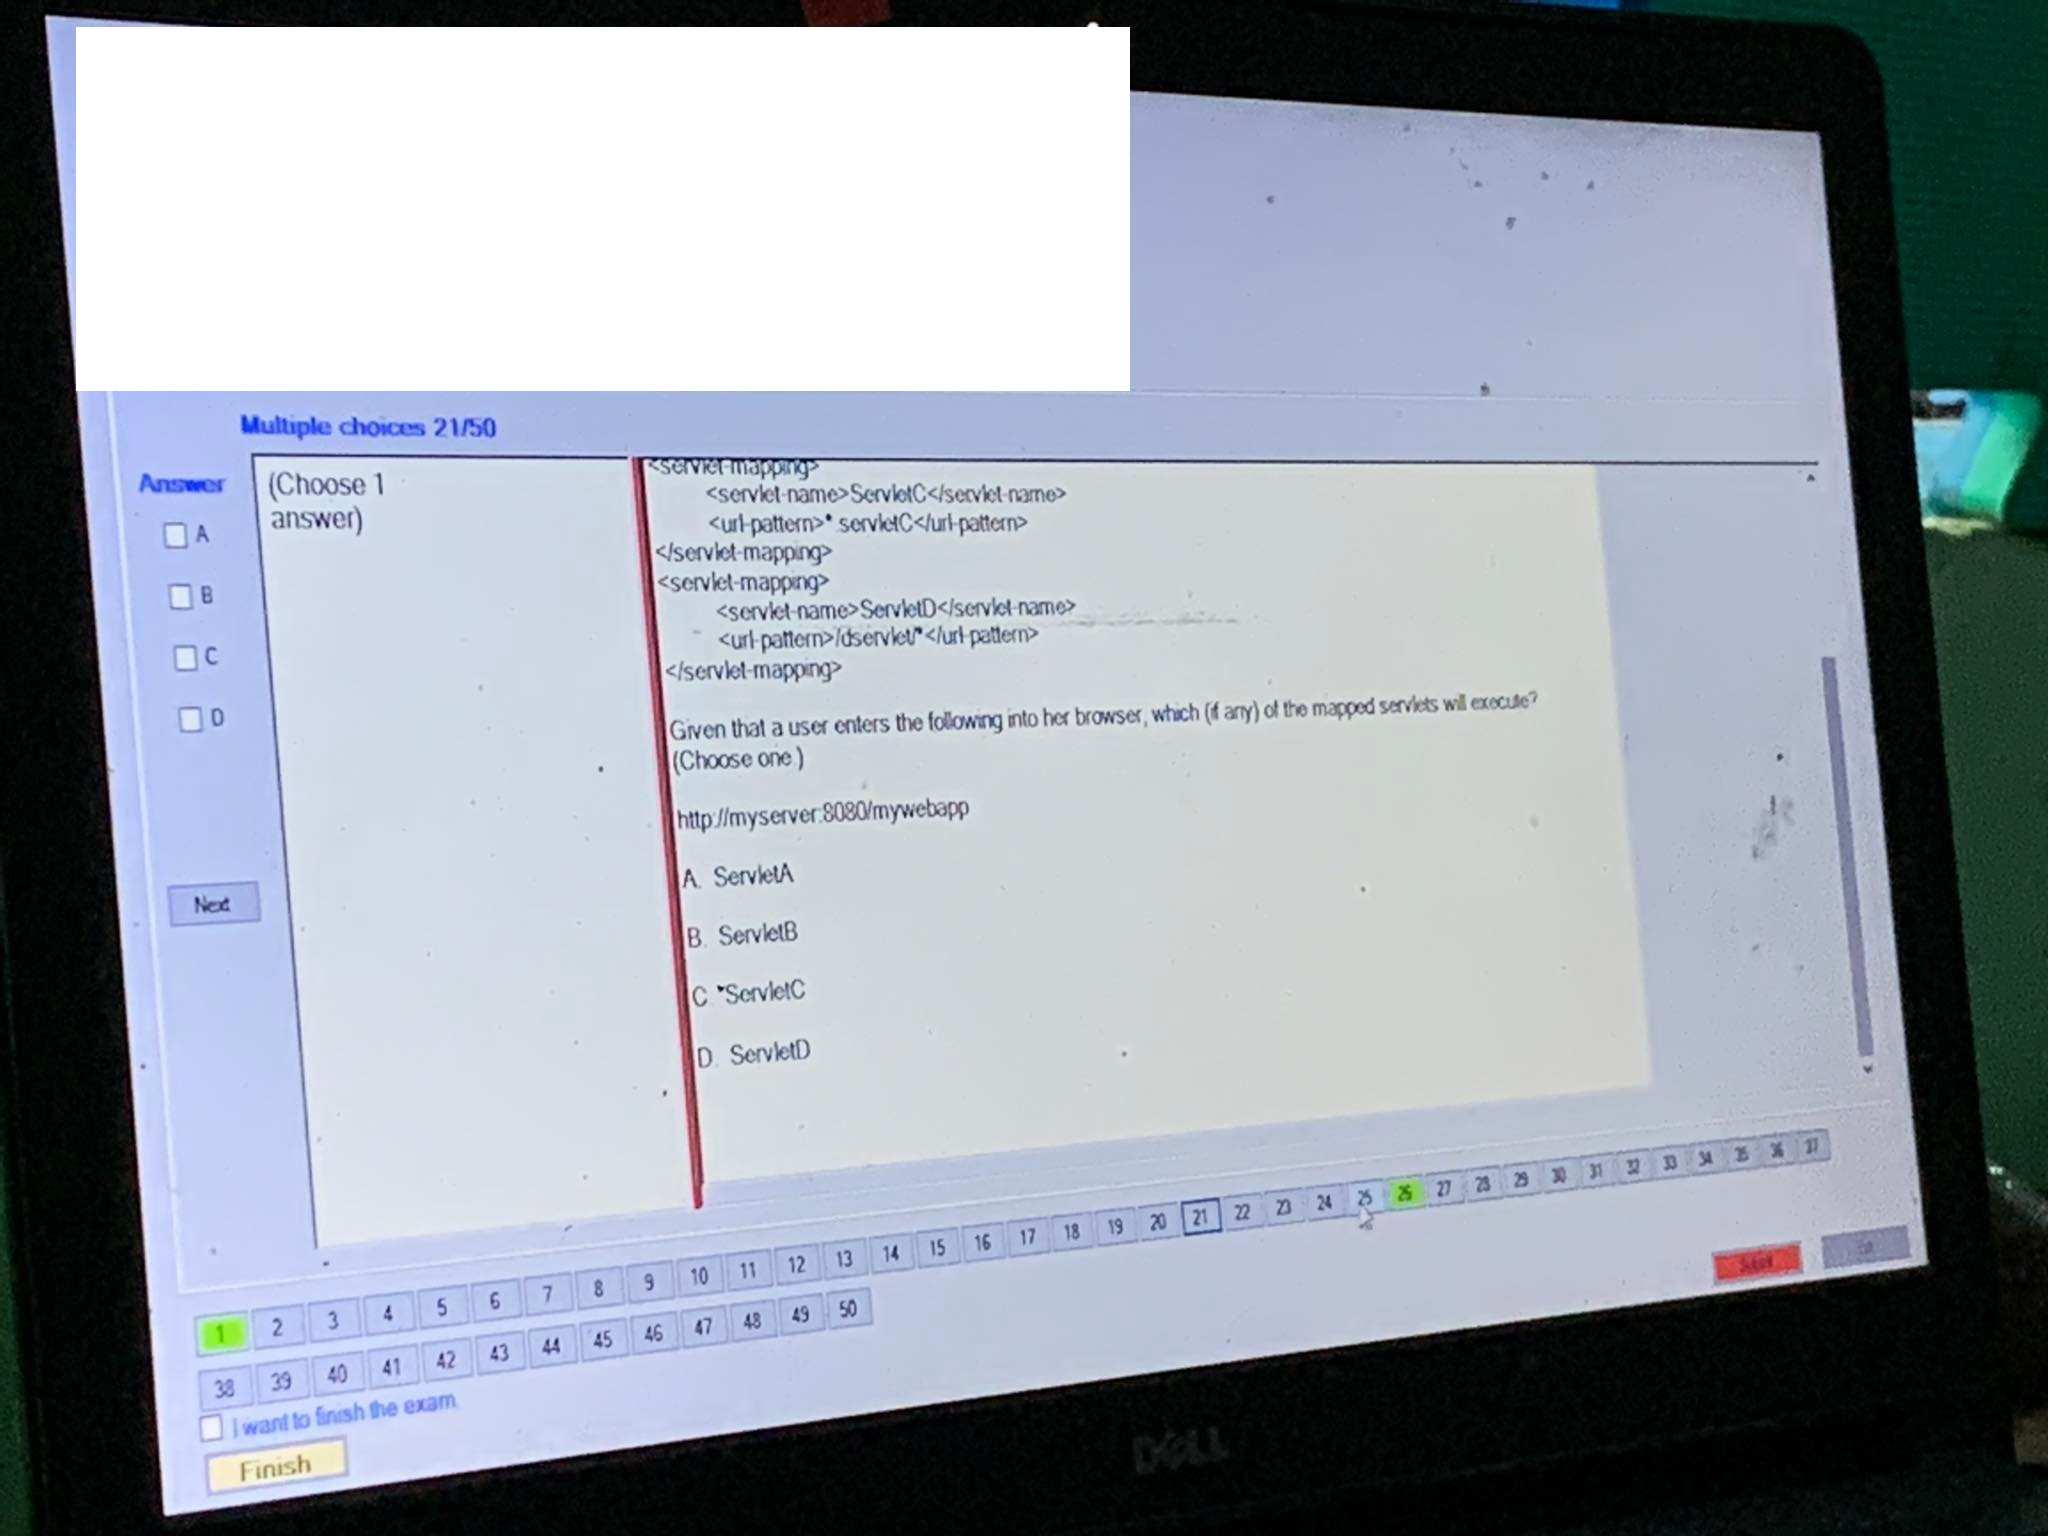 Multiple choices 21/50
Answer
A
B
C
D
Next
(Choose 1
answer)
<servlet-mapping>
<servlet-name>ServletC</servlet-name>
<url-pattern>*.servletC</url-pattern>
</servlet-mapping>
<servlet-mapping>
<servlet-name>ServletD</servlet-name>
<url-pattern>/dservlet/*</url-pattern>
</servlet-mapping>
Given that a user enters the following into her browser, which (if any) of the mapped servlets will execute?
(Choose one.)
http://myserver:8080/mywebapp
A. ServletA
B. ServletB
C *ServletC
D. ServletD
1 2 3 4 5 6 7 8 9 10 11 12 13 14 15 16 17 18 19 20 21 22 23 24 25 26 27 28 29 30 31 32 33 34 35 36 37
38 39 40 41 42 43 44 45 46 47 48 49 50
I want to finish the exam.
Finish
DELL